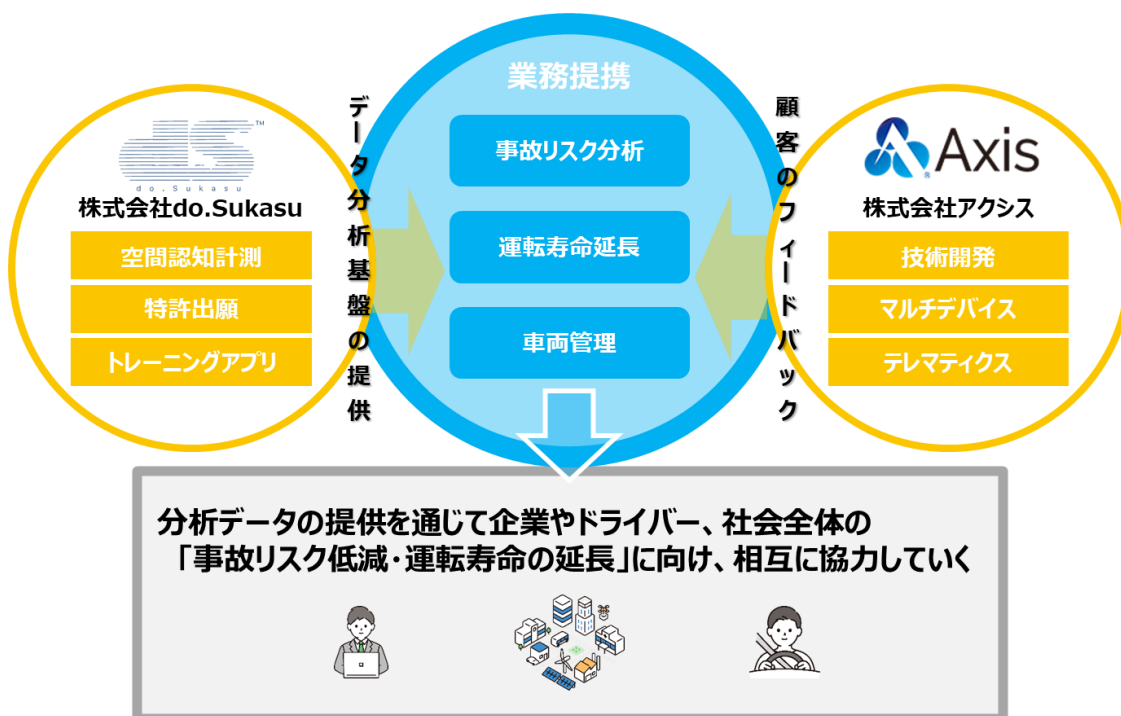 業務提携
事故リスク分析
運転寿命延長
車両管理
データ分析基盤の提供
顧客のフィードバック
dS™
do.Sukasu
株式会社do.Sukasu
空間認知計測
特許出願
トレーニングアプリ
Axis
株式会社アクシス
技術開発
マルチデバイス
テレマティクス
分析データの提供を通じて企業やドライバー、社会全体の
「事故リスク低減・運転寿命の延長」に向け、相互に協力していく